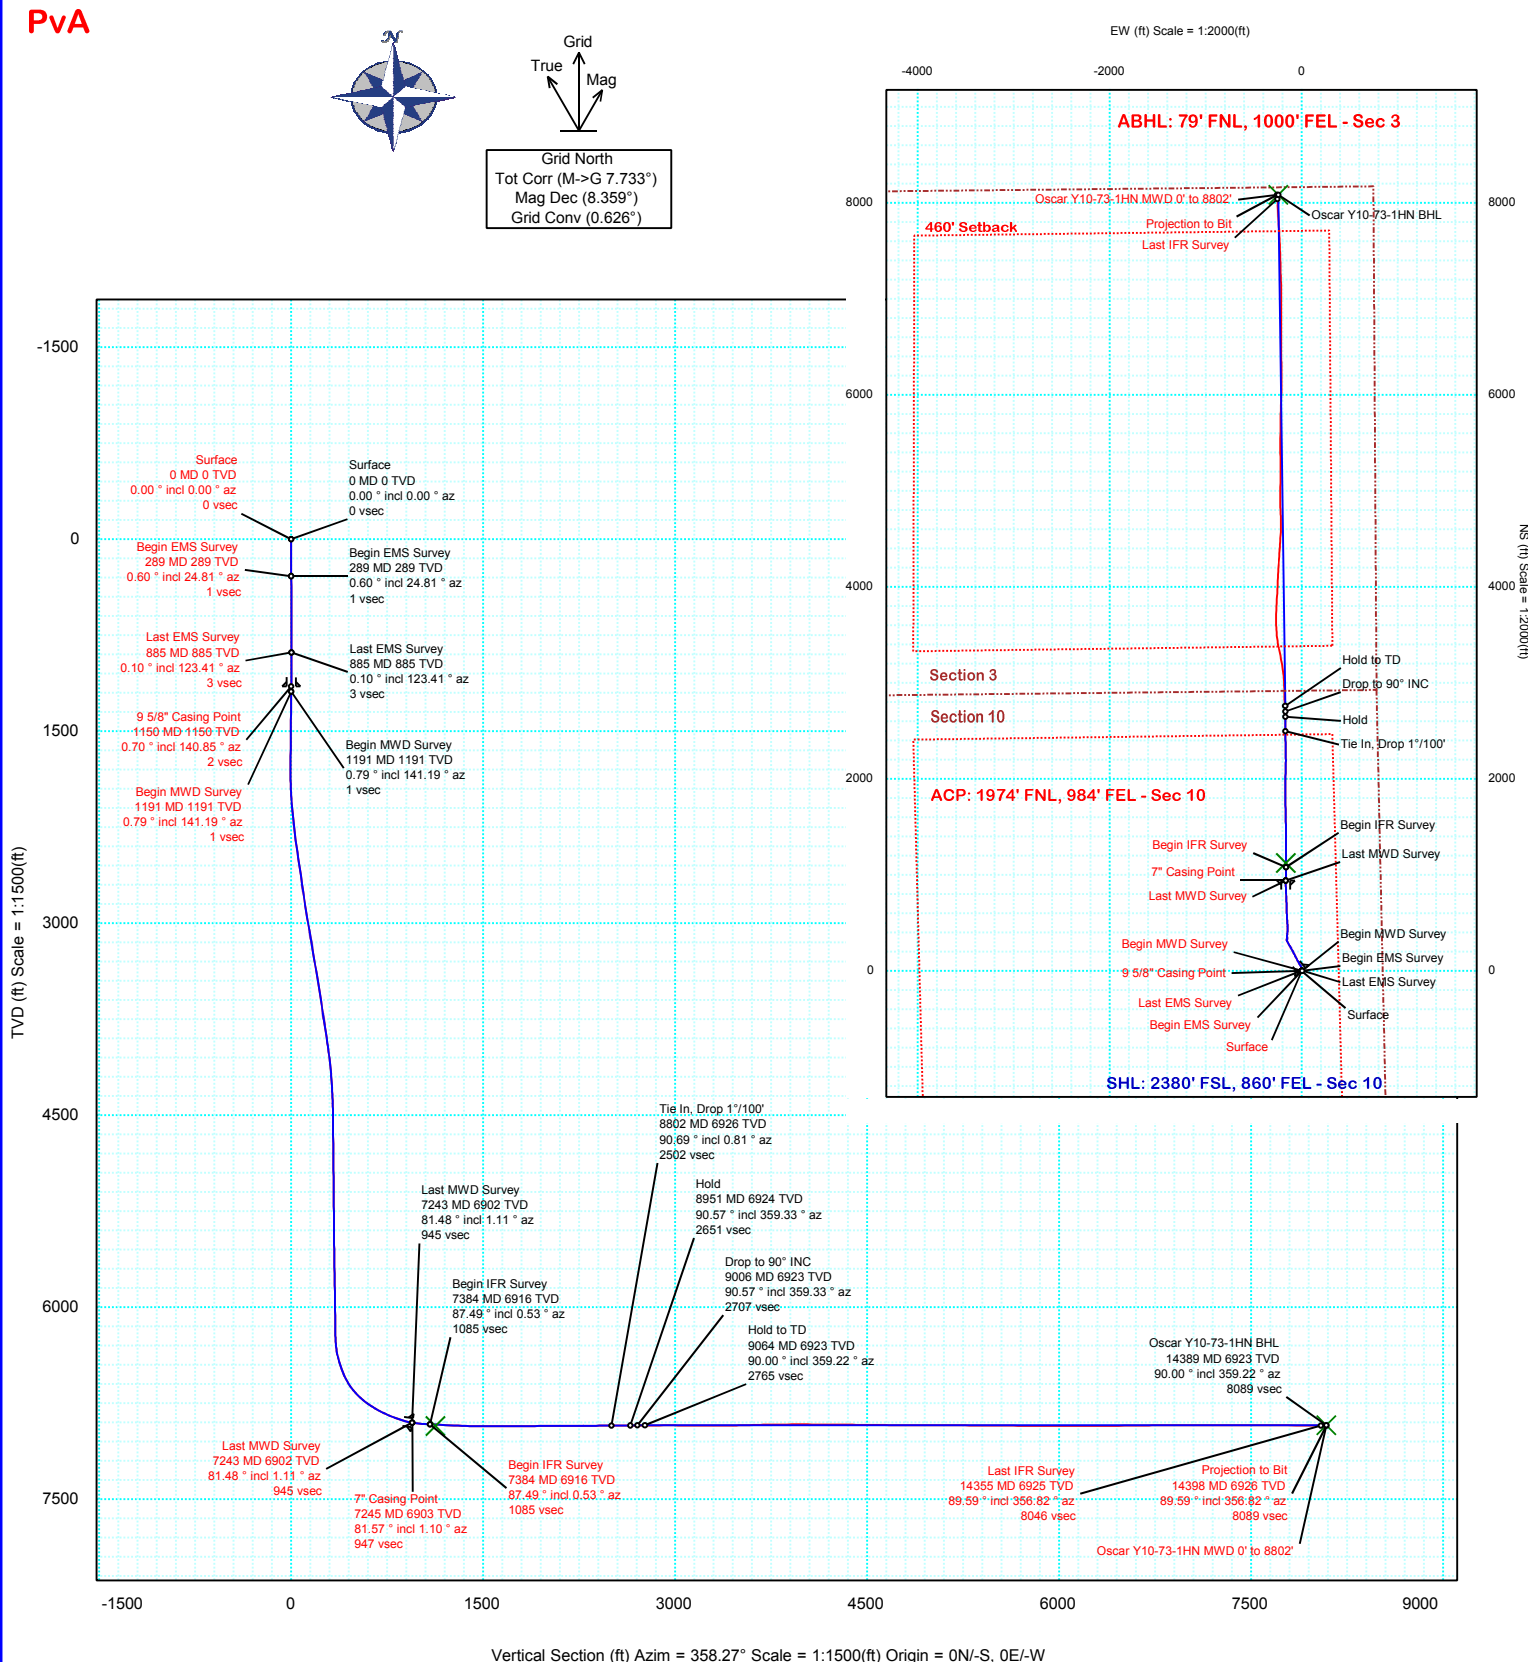 PvA
N
Grid
True
Mag
Grid North
Tot Corr (M->G 7.733°)
Mag Dec (8.359°)
Grid Conv (0.626°)
EW (ft) Scale = 1:2000(ft)
-4000
-2000
0
ABHL: 79' FNL, 1000' FEL - Sec 3
8000
8000
Oscar Y10-73-1HN MWD 0' to 8802'
Oscar Y10-73-1HN BHL
Projection to Bit
460' Setback
Last IFR Survey
6000
6000
NS (ft) Scale = 1:2000(ft)
4000
4000
Hold to TD
Section 3
Drop to 90° INC
Section 10
Hold
Tie In, Drop 1°/100'
2000
2000
ACP: 1974' FNL, 984' FEL - Sec 10
Begin IFR Survey
Begin IFR Survey
Last MWD Survey
7" Casing Point
Last MWD Survey
Begin MWD Survey
Begin MWD Survey
Begin EMS Survey
0
0
9 5/8" Casing Point
Last EMS Survey
Last EMS Survey
Surface
Begin EMS Survey
Surface
SHL: 2380' FSL, 860' FEL - Sec 10
-1500
0
1500
3000
4500
6000
7500
TVD (ft) Scale = 1:1500(ft)
Surface
0 MD 0 TVD
0.00 ° incl 0.00 ° az
0 vsec
Surface
0 MD 0 TVD
0.00 ° incl 0.00 ° az
0 vsec
Begin EMS Survey
289 MD 289 TVD
0.60 ° incl 24.81 ° az
1 vsec
Begin EMS Survey
289 MD 289 TVD
0.60 ° incl 24.81 ° az
1 vsec
Last EMS Survey
885 MD 885 TVD
0.10 ° incl 123.41 ° az
3 vsec
Last EMS Survey
885 MD 885 TVD
0.10 ° incl 123.41 ° az
3 vsec
9 5/8" Casing Point
1150 MD 1150 TVD
0.70 ° incl 140.85 ° az
2 vsec
Begin MWD Survey
1191 MD 1191 TVD
0.79 ° incl 141.19 ° az
1 vsec
Begin MWD Survey
1191 MD 1191 TVD
0.79 ° incl 141.19 ° az
1 vsec
Tie In, Drop 1°/100'
8802 MD 6926 TVD
90.69 ° incl 0.81 ° az
2502 vsec
Last MWD Survey
7243 MD 6902 TVD
81.48 ° incl 1.11 ° az
945 vsec
Hold
8951 MD 6924 TVD
90.57 ° incl 359.33 ° az
2651 vsec
Begin IFR Survey
7384 MD 6916 TVD
87.49 ° incl 0.53 ° az
1085 vsec
Drop to 90° INC
9006 MD 6923 TVD
90.57 ° incl 359.33 ° az
2707 vsec
Hold to TD
9064 MD 6923 TVD
90.00 ° incl 359.22 ° az
2765 vsec
Oscar Y10-73-1HN BHL
14389 MD 6923 TVD
90.00 ° incl 359.22 ° az
8089 vsec
Last MWD Survey
7243 MD 6902 TVD
81.48 ° incl 1.11 ° az
945 vsec
7" Casing Point
7245 MD 6903 TVD
81.57 ° incl 1.10 ° az
947 vsec
Begin IFR Survey
7384 MD 6916 TVD
87.49 ° incl 0.53 ° az
1085 vsec
Last IFR Survey
14355 MD 6925 TVD
89.59 ° incl 356.82 ° az
8046 vsec
Projection to Bit
14398 MD 6926 TVD
89.59 ° incl 356.82 ° az
8089 vsec
Oscar Y10-73-1HN MWD 0' to 8802'
-1500
0
1500
3000
4500
6000
7500
9000
Vertical Section (ft) Azim = 358.27° Scale = 1:1500(ft) Origin = 0N/-S, 0E/-W